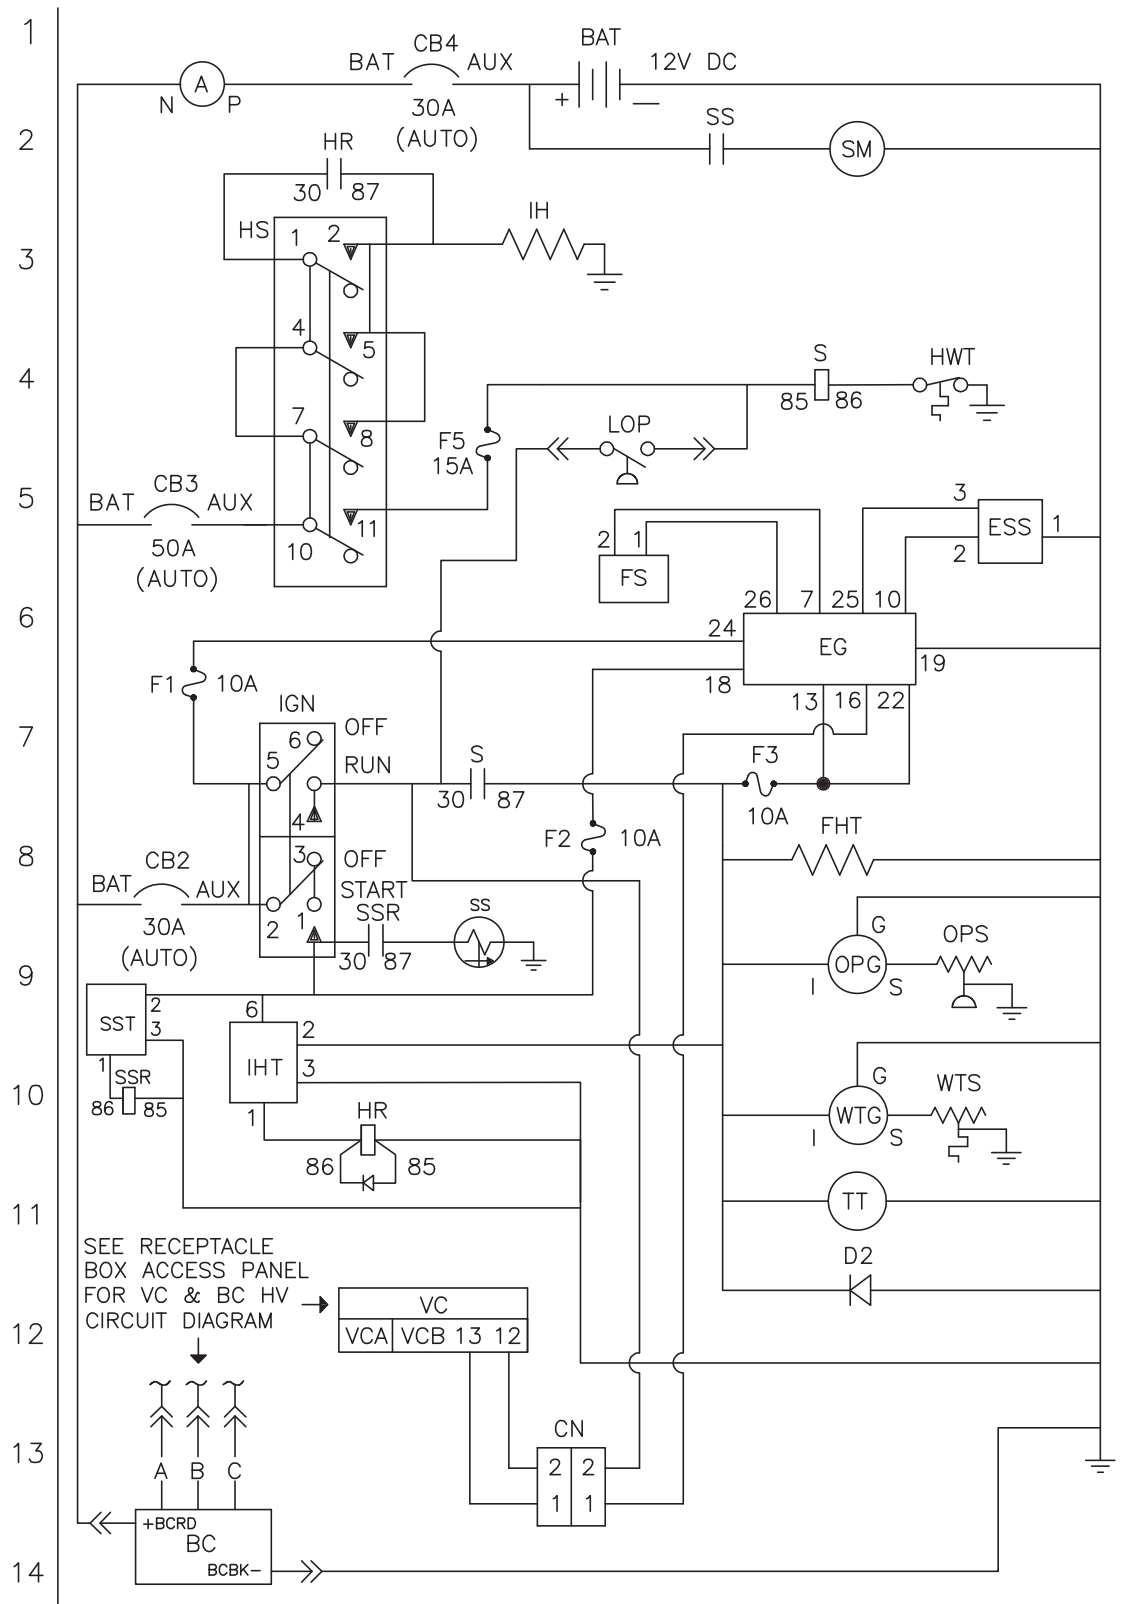 1
BAT CB4 AUX BAT 12V DC
N A P + —
30A
(AUTO)
2
SS
SM
HR
30 87
IH
3
HS 1 2
4 5
4
S HWT
85 86
7 8
LOP
F5
15A
5
CB3
BAT AUX
50A
(AUTO)
10 11
3
ESS 1
2
2 1
FS
26 7 25 10
6
24
EG
19
18
13 16 22
F1 10A
IGN
7
6 OFF
5 RUN
4
S
30 87
F3
10A
FHT
F2 10A
8
CB2
BAT AUX
30A
(AUTO)
3 OFF
START
2 1 SSR
30 87
SS
G
OPS
OPG
I S
9
SST 2
3
1
6
2
IHT
3
1
SSR
86 85
10
HR
86 85
G
WTS
WTG
I S
11
TT
D2
SEE RECEPTACLE
BOX ACCESS PANEL
FOR VC & BC HV
CIRCUIT DIAGRAM
VC
VCA VCB 13 12
12
13
CN
2 2
1 1
A B C
+BCRD
BC
BCBK–
14